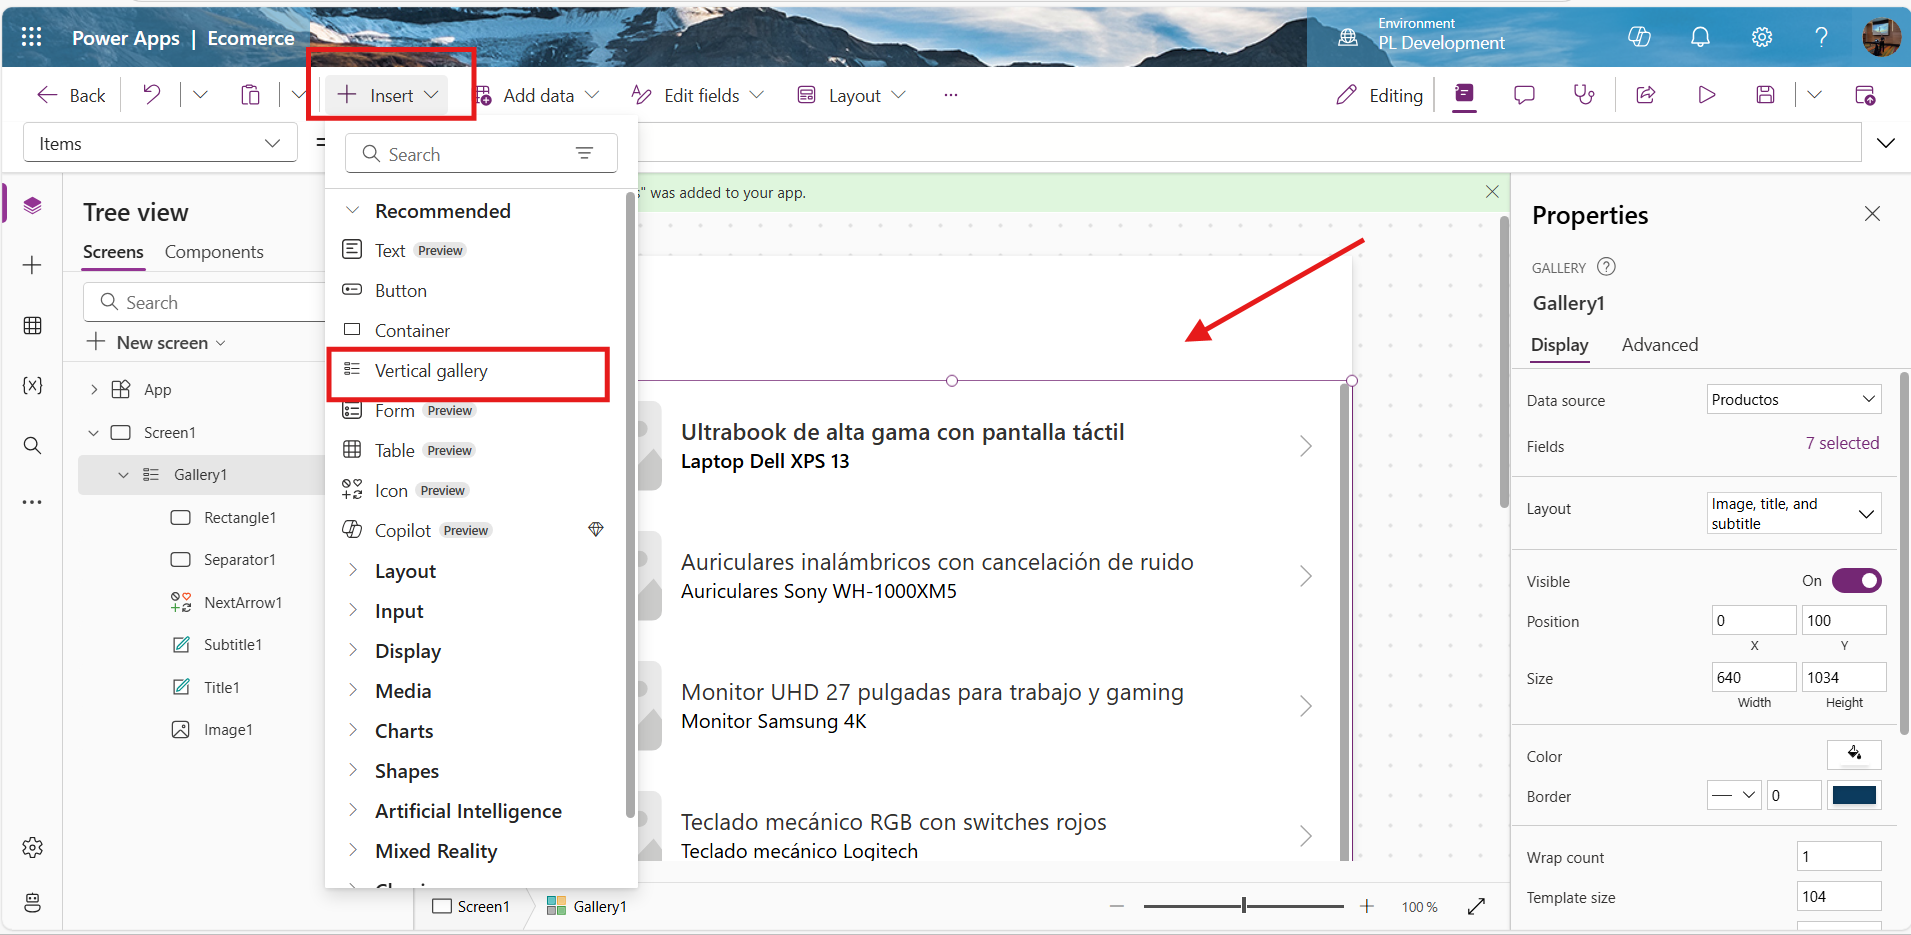 Power Apps | Ecomerce
Environment
PL Development
Back
Insert
Add data
Edit fields
Layout
...
Editing
Items
=
Search
" was added to your app.
Tree view
Screens Components
Search
New screen
App
Screen1
Gallery1
Rectangle1
Separator1
NextArrow1
Subtitle1
Title1
Image1
Recommended
Text Preview
Button
Container
Vertical gallery
Form Preview
Table Preview
Icon Preview
Copilot Preview
Layout
Input
Display
Media
Charts
Shapes
Artificial Intelligence
Mixed Reality
Ultrabook de alta gama con pantalla táctil
Laptop Dell XPS 13
Auriculares inalámbricos con cancelación de ruido
Auriculares Sony WH-1000XM5
Monitor UHD 27 pulgadas para trabajo y gaming
Monitor Samsung 4K
Teclado mecánico RGB con switches rojos
Teclado mecánico Logitech
Screen1
Gallery1
100 %
Properties
GALLERY ?
Gallery1
Display Advanced
Data source Productos
Fields 7 selected
Layout Image, title, and
subtitle
Visible On
Position 0 100
X Y
Size 640 1034
Width Height
Color
Border 0
Wrap count 1
Template size 104